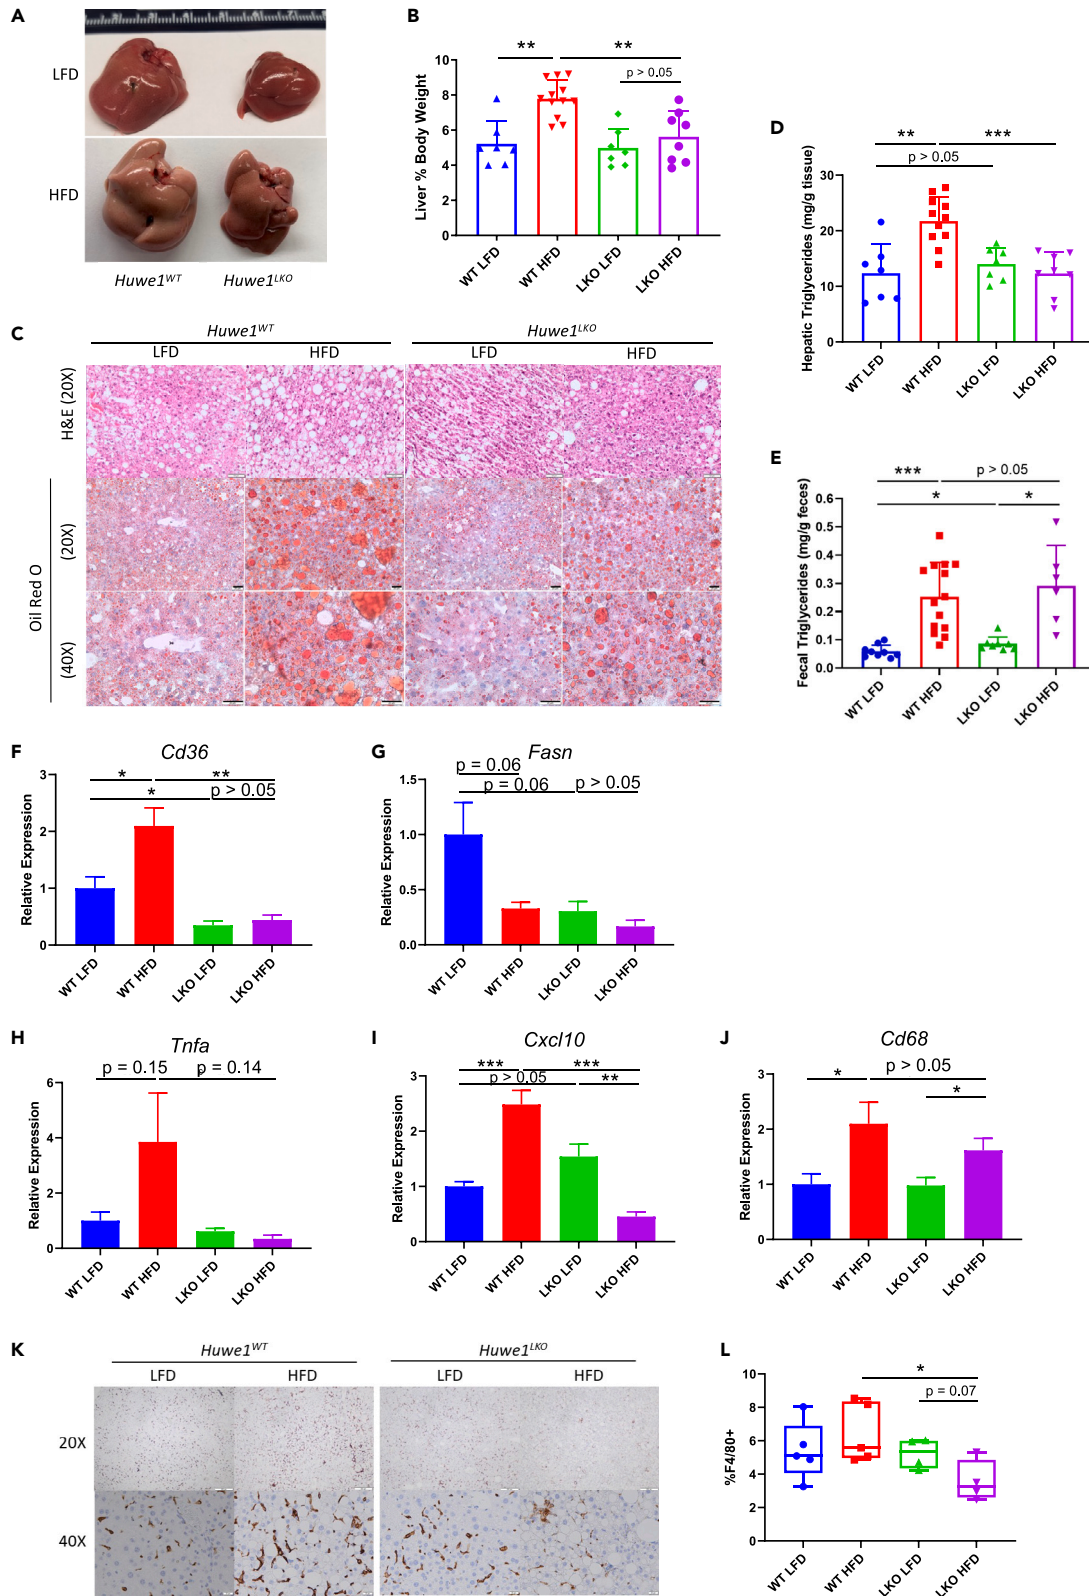 A
LFD
HFD
Huwe1WT
Huwe1LKO
B
**
**
p > 0.05
Liver % Body Weight
10
8
6
4
2
0
WT LFD
WT HFD
LKO LFD
LKO HFD
C
Huwe1WT
Huwe1LKO
LFD
HFD
LFD
HFD
H&E (20X)
Oil Red O
(20X)
(40X)
D
**
***
p > 0.05
Hepatic Triglycerides (mg/g tissue)
30
20
10
0
WT LFD
WT HFD
LKO LFD
LKO HFD
E
***
p > 0.05
*
*
Fecal Triglycerides (mg/g feces)
0.6
0.5
0.4
0.3
0.2
0.1
0.0
WT LFD
WT HFD
LKO LFD
LKO HFD
F
Cd36
*
**
*
p > 0.05
Relative Expression
3
2
1
0
WT LFD
WT HFD
LKO LFD
LKO HFD
G
Fasn
p = 0.06
p = 0.06
p > 0.05
Relative Expression
1.5
1.0
0.5
0.0
WT LFD
WT HFD
LKO LFD
LKO HFD
H
Tnfa
p = 0.15
p = 0.14
Relative Expression
6
4
2
0
WT LFD
WT HFD
LKO LFD
LKO HFD
I
Cxcl10
***
***
p > 0.05
**
Relative Expression
3
2
1
0
WT LFD
WT HFD
LKO LFD
LKO HFD
J
Cd68
*
p > 0.05
*
Relative Expression
3
2
1
0
WT LFD
WT HFD
LKO LFD
LKO HFD
K
Huwe1WT
Huwe1LKO
LFD
HFD
LFD
HFD
20X
40X
L
*
p = 0.07
%F4/80+
10
8
6
4
2
0
WT LFD
WT HFD
LKO LFD
LKO HFD